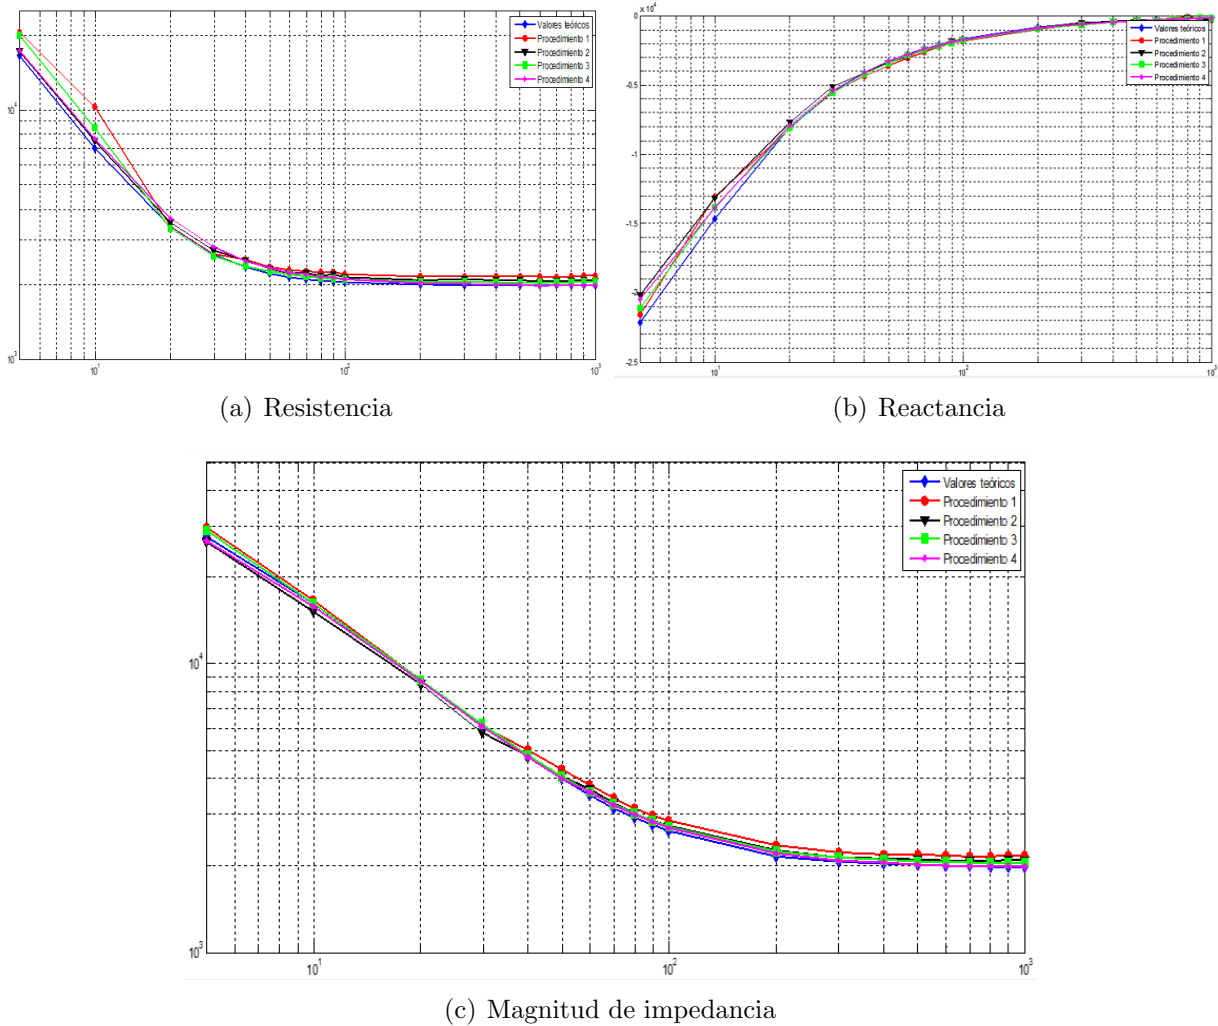 Valores teóricos
Procedimiento 1
Procedimiento 2
Procedimiento 3
Procedimiento 4
10⁴
10³
10¹
10²
10³
(a) Resistencia
×10⁴
0
-0.5
-1
-1.5
-2
-2.5
10¹
10²
10³
Valores teóricos
Procedimiento 1
Procedimiento 2
Procedimiento 3
Procedimiento 4
(b) Reactancia
Valores teóricos
Procedimiento 1
Procedimiento 2
Procedimiento 3
Procedimiento 4
10⁴
10³
10¹
10²
10³
(c) Magnitud de impedancia